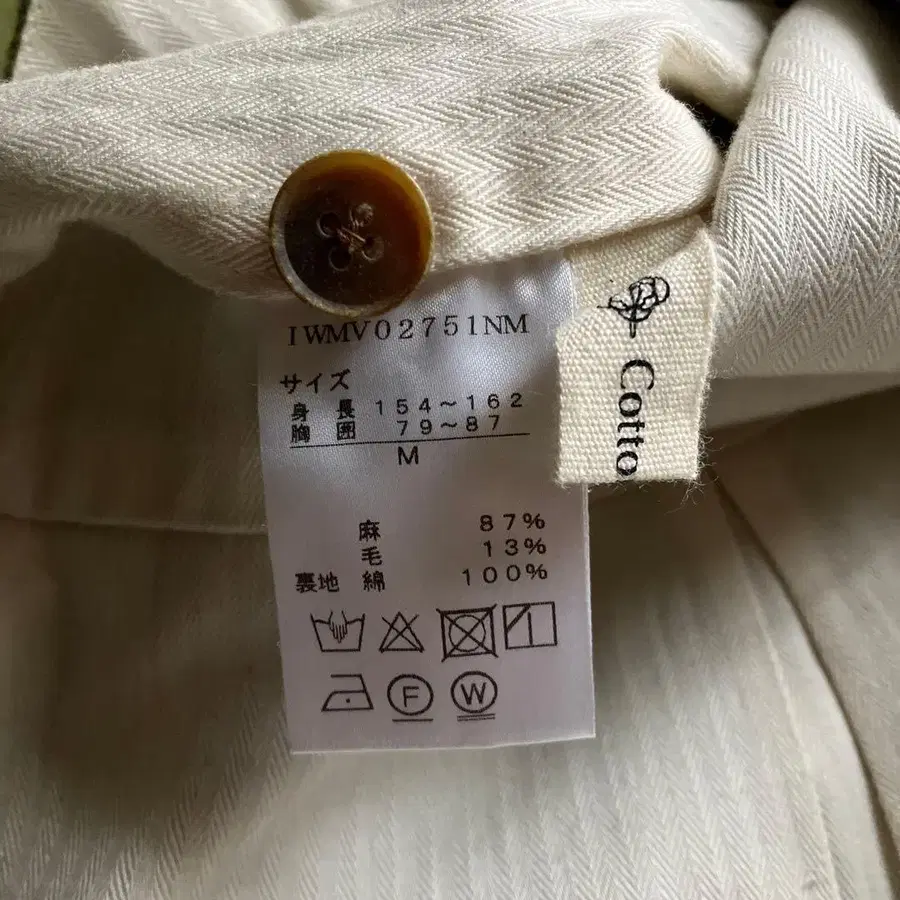 IWMV02751NM
サイズ
身 長 154～162
胸 囲 79～87
M
麻 87%
毛 13%
裏地 綿 100%
F W
Cotto